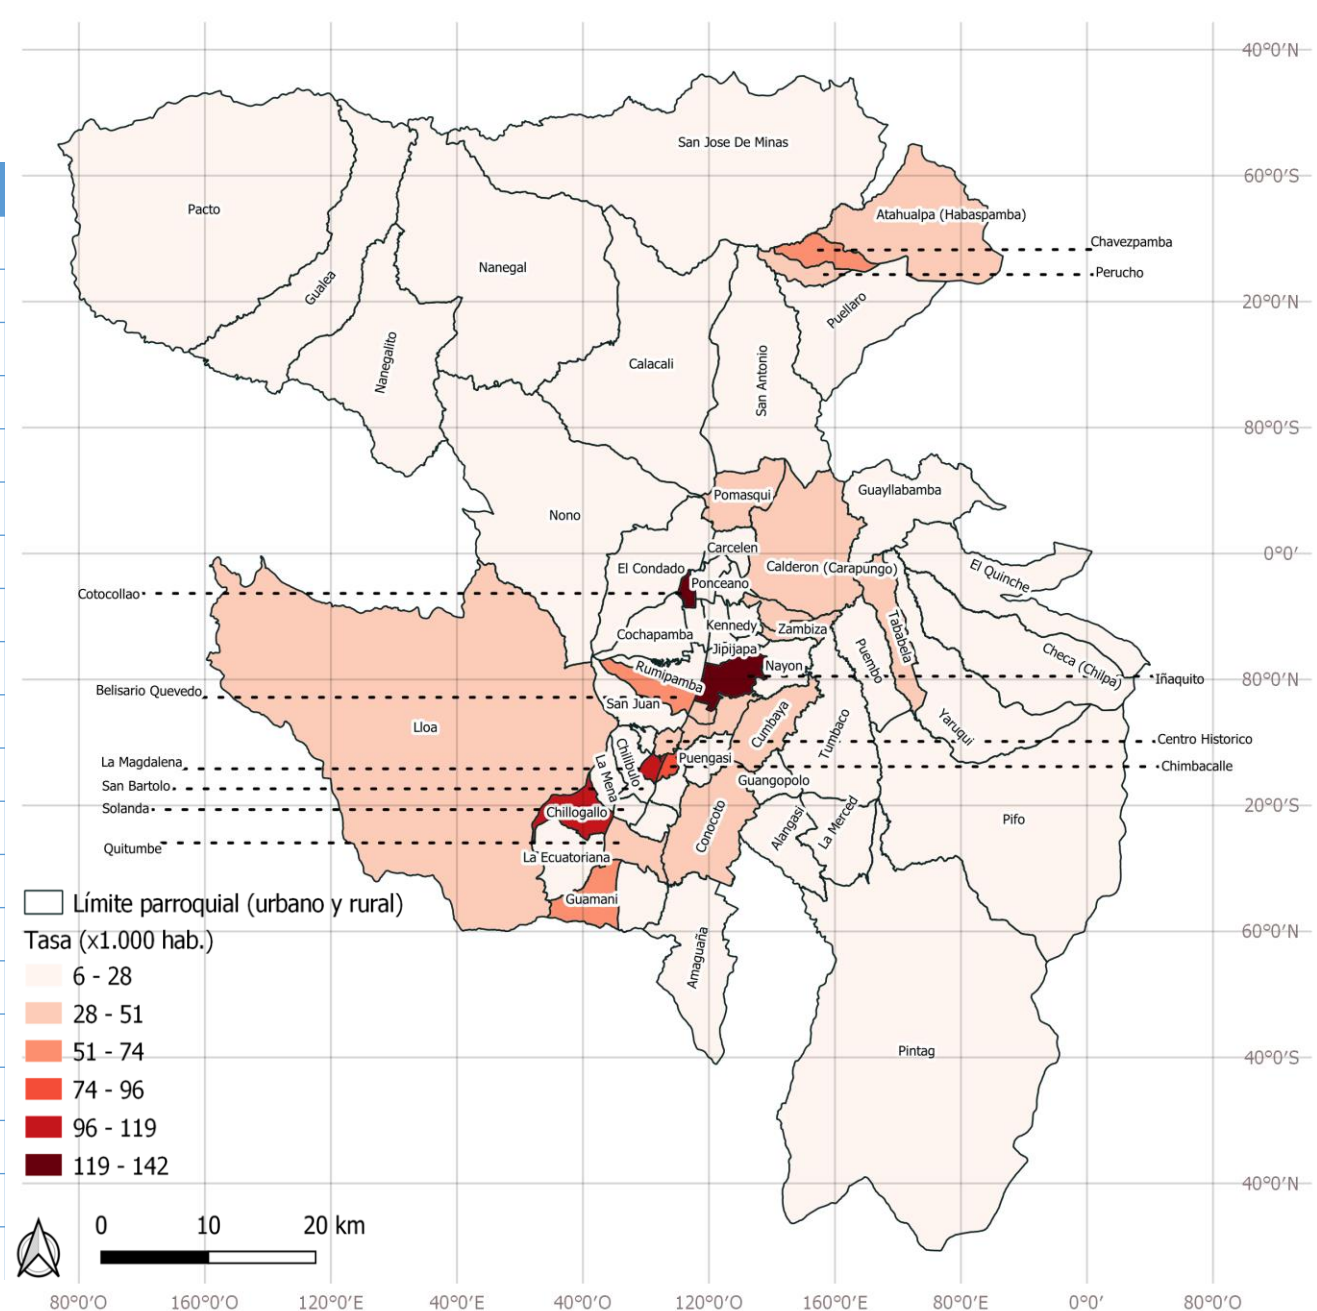 40°0′N
San Jose De Minas
60°0′S
Pacto
Atahualpa (Habaspamba)
Chavezpamba
Nanegal
Perucho
Gualea
20°0′N
Puellaro
Nanegalito
Calacali
San Antonio
80°0′S
Pomasqui
Guayllabamba
Nono
Carcelen
0°0′
El Condado
Calderon (Carapungo)
El Quinche
Ponceano
Cotocollao
Kennedy
Zambiza
Cochapamba
Tababela
Jipijapa
Checa (Chilpa)
Nayon
Puembo
Rumipamba
80°0′N
Iñaquito
Belisario Quevedo
San Juan
Lloa
Cumbaya
Tumbaco
Yaruqui
Centro Historico
La Magdalena
Chilibulo
Puengasi
Chimbacalle
La Mena
San Bartolo
Guangopolo
Solanda
Chillogallo
20°0′S
Conocoto
Alangasi
La Merced
Pifo
Quitumbe
La Ecuatoriana
Guamani
Límite parroquial (urbano y rural)
60°0′N
Tasa (x1.000 hab.)
Amaguaña
6 - 28
28 - 51
51 - 74
Pintag
40°0′S
74 - 96
96 - 119
119 - 142
40°0′N
0 10 20 km
80°0′O 160°0′O 120°0′E 40°0′E 40°0′O 120°0′O 160°0′E 80°0′E 0°0′ 80°0′O